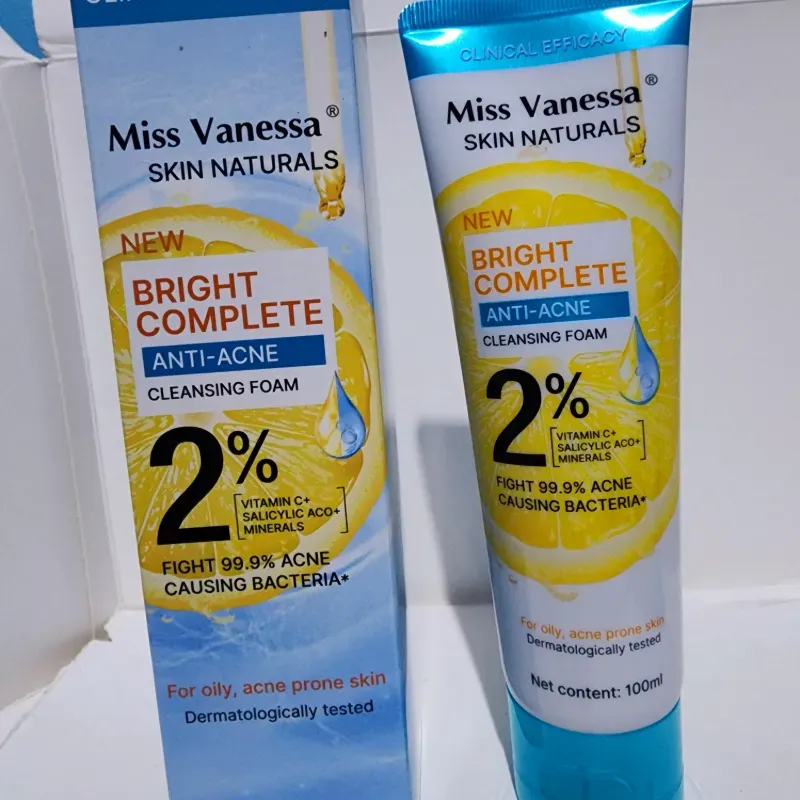 Miss Vanessa®
SKIN NATURALS
NEW
BRIGHT
COMPLETE
ANTI-ACNE
CLEANSING FOAM
2%
VITAMIN C+
SALICYLIC ACO+
MINERALS
FIGHT 99.9% ACNE
CAUSING BACTERIA*
For oily, acne prone skin
Dermatologically tested
CLINICAL EFFICACY
Miss Vanessa®
SKIN NATURALS
NEW
BRIGHT
COMPLETE
ANTI-ACNE
CLEANSING FOAM
2%
VITAMIN C+
SALICYLIC ACO+
MINERALS
FIGHT 99.9% ACNE
CAUSING BACTERIA*
For oily, acne prone skin
Dermatologically tested
Net content: 100ml